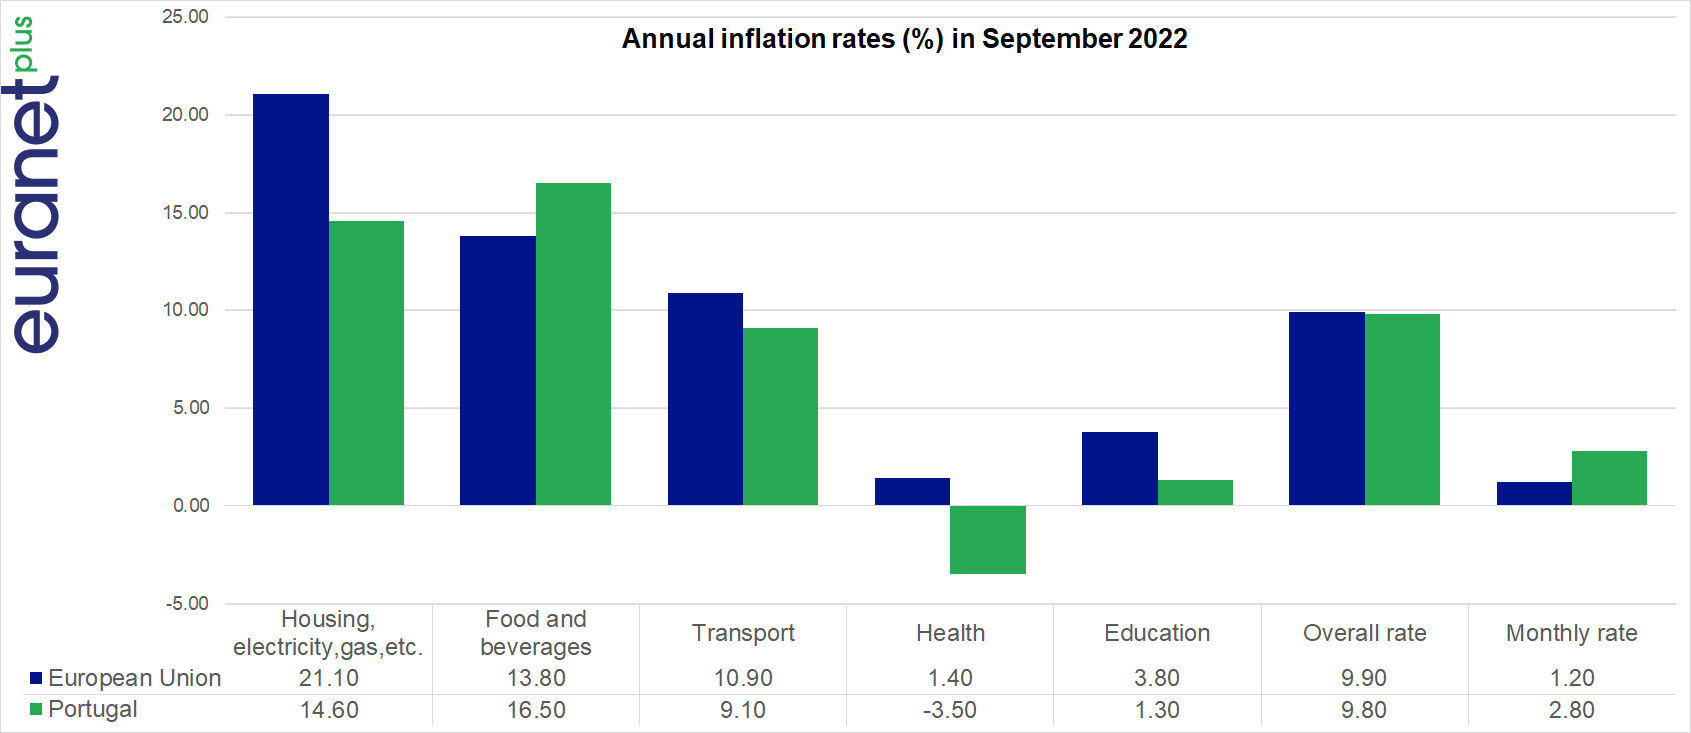 euranet plus
Annual inflation rates (%) in September 2022
25.00
20.00
15.00
10.00
5.00
0.00
-5.00
Housing, electricity,gas,etc. Food and beverages Transport Health Education Overall rate Monthly rate
European Union 21.10 13.80 10.90 1.40 3.80 9.90 1.20
Portugal 14.60 16.50 9.10 -3.50 1.30 9.80 2.80